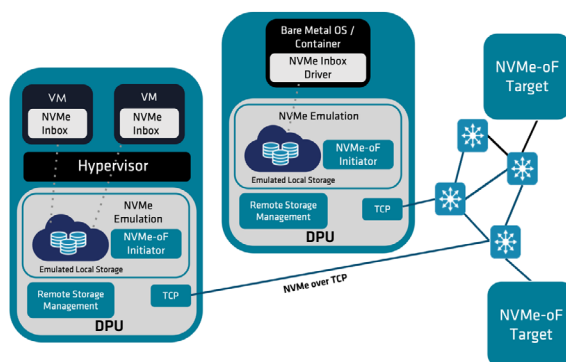 VM
NVMe
Inbox
VM
NVMe
Inbox
Hypervisor
NVMe
Emulation
NVMe-oF
Initiator
Emulated Local Storage
Remote Storage
Management
TCP
DPU
Bare Metal OS /
Container
NVMe Inbox
Driver
NVMe Emulation
NVMe-oF
Initiator
Emulated Local Storage
Remote Storage
Management
TCP
DPU
NVMe over TCP
NVMe-oF
Target
NVMe-oF
Target